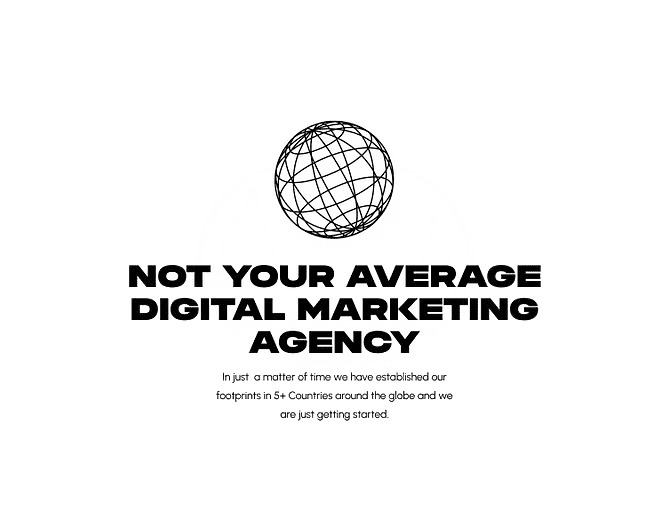 NOT YOUR AVERAGE
DIGITAL MARKETING
AGENCY
In just a matter of time we have established our
footprints in 5+ Countries around the globe and we
are just getting started.